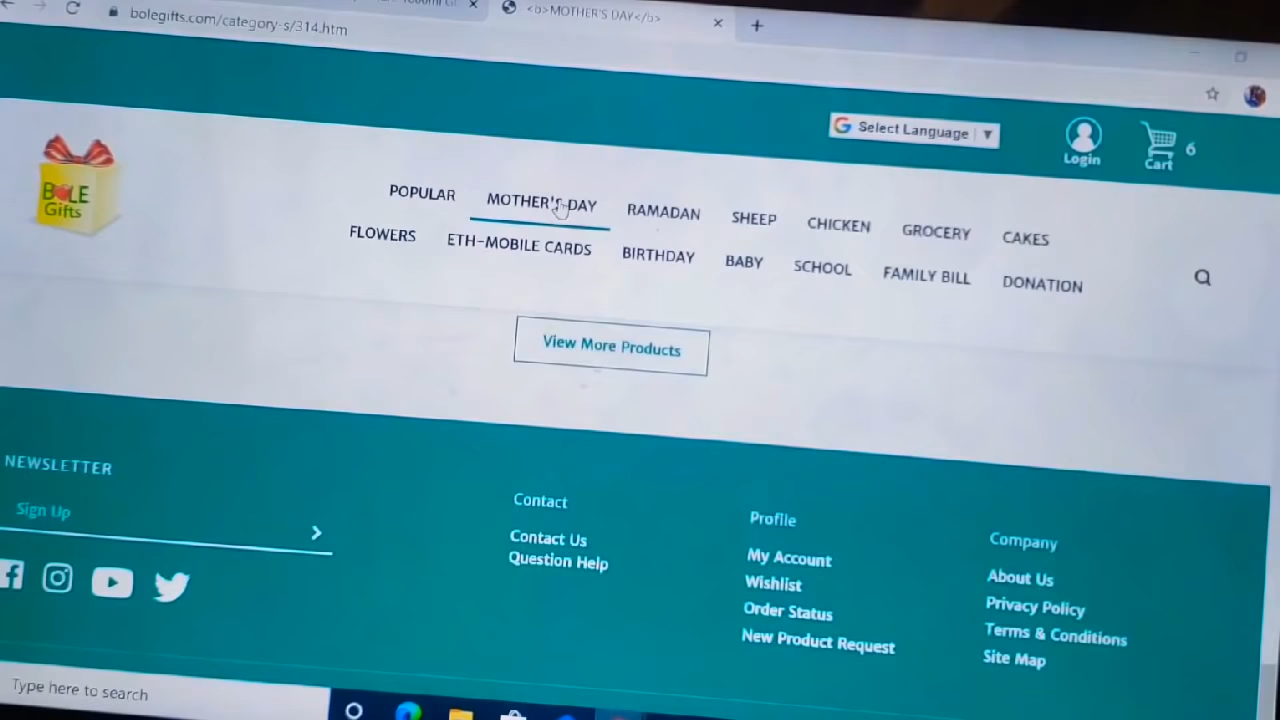 <b>MOTHER'S DAY</b>
bolegifts.com/category-s/314.htm
Select Language
Login
Cart
6
BOLE
Gifts
POPULAR MOTHER'S DAY RAMADAN SHEEP CHICKEN GROCERY CAKES
FLOWERS ETH-MOBILE CARDS BIRTHDAY BABY SCHOOL FAMILY BILL DONATION
View More Products
NEWSLETTER
Sign Up
Contact
Contact Us
Question Help
Profile
My Account
Wishlist
Order Status
New Product Request
Company
About Us
Privacy Policy
Terms & Conditions
Site Map
Type here to search